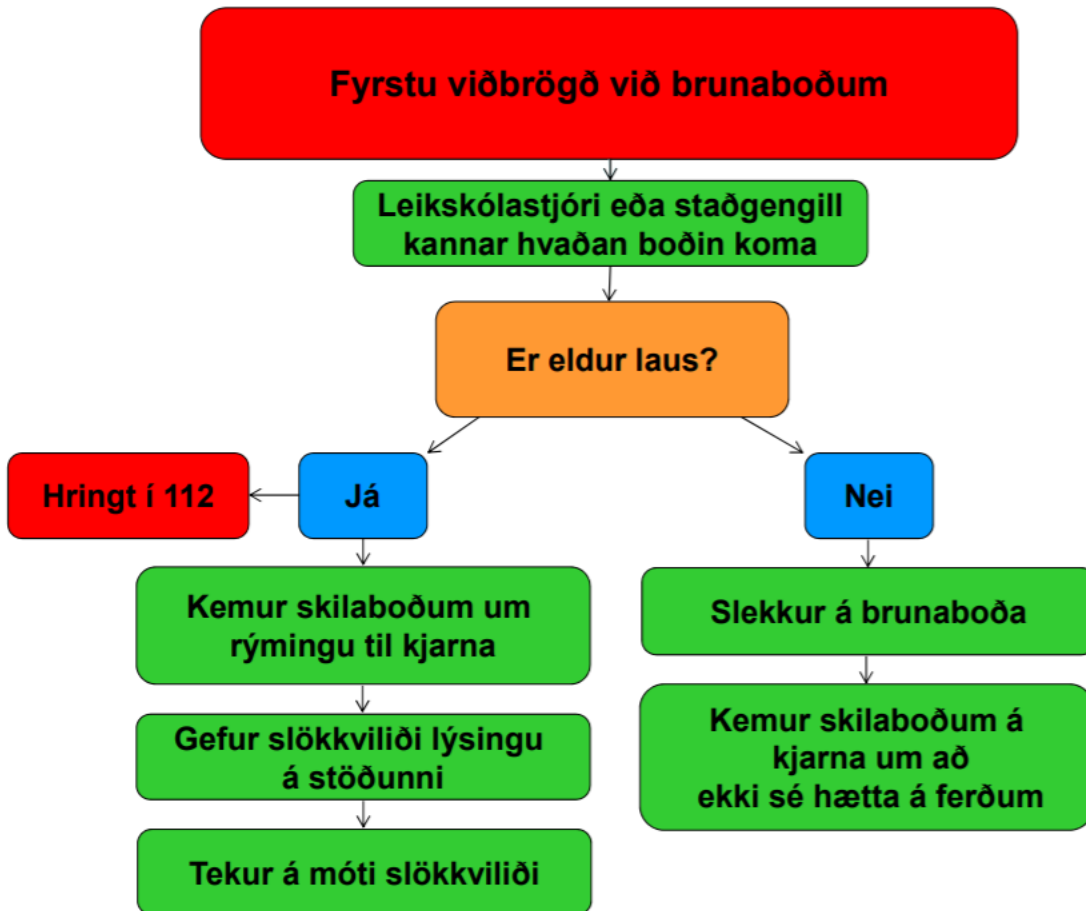 Fyrstu viðbrögð við brunaboðum
Leikskólastjóri eða staðgengill
kannar hvaðan boðin koma
Er eldur laus?
Hringt í 112
Já
Nei
Kemur skilaboðum um
rýmingu til kjarna
Slekkur á brunaboða
Gefur slökkviliði lýsingu
á stöðunni
Kemur skilaboðum á
kjarna um að
ekki sé hætta á ferðum
Tekur á móti slökkviliði